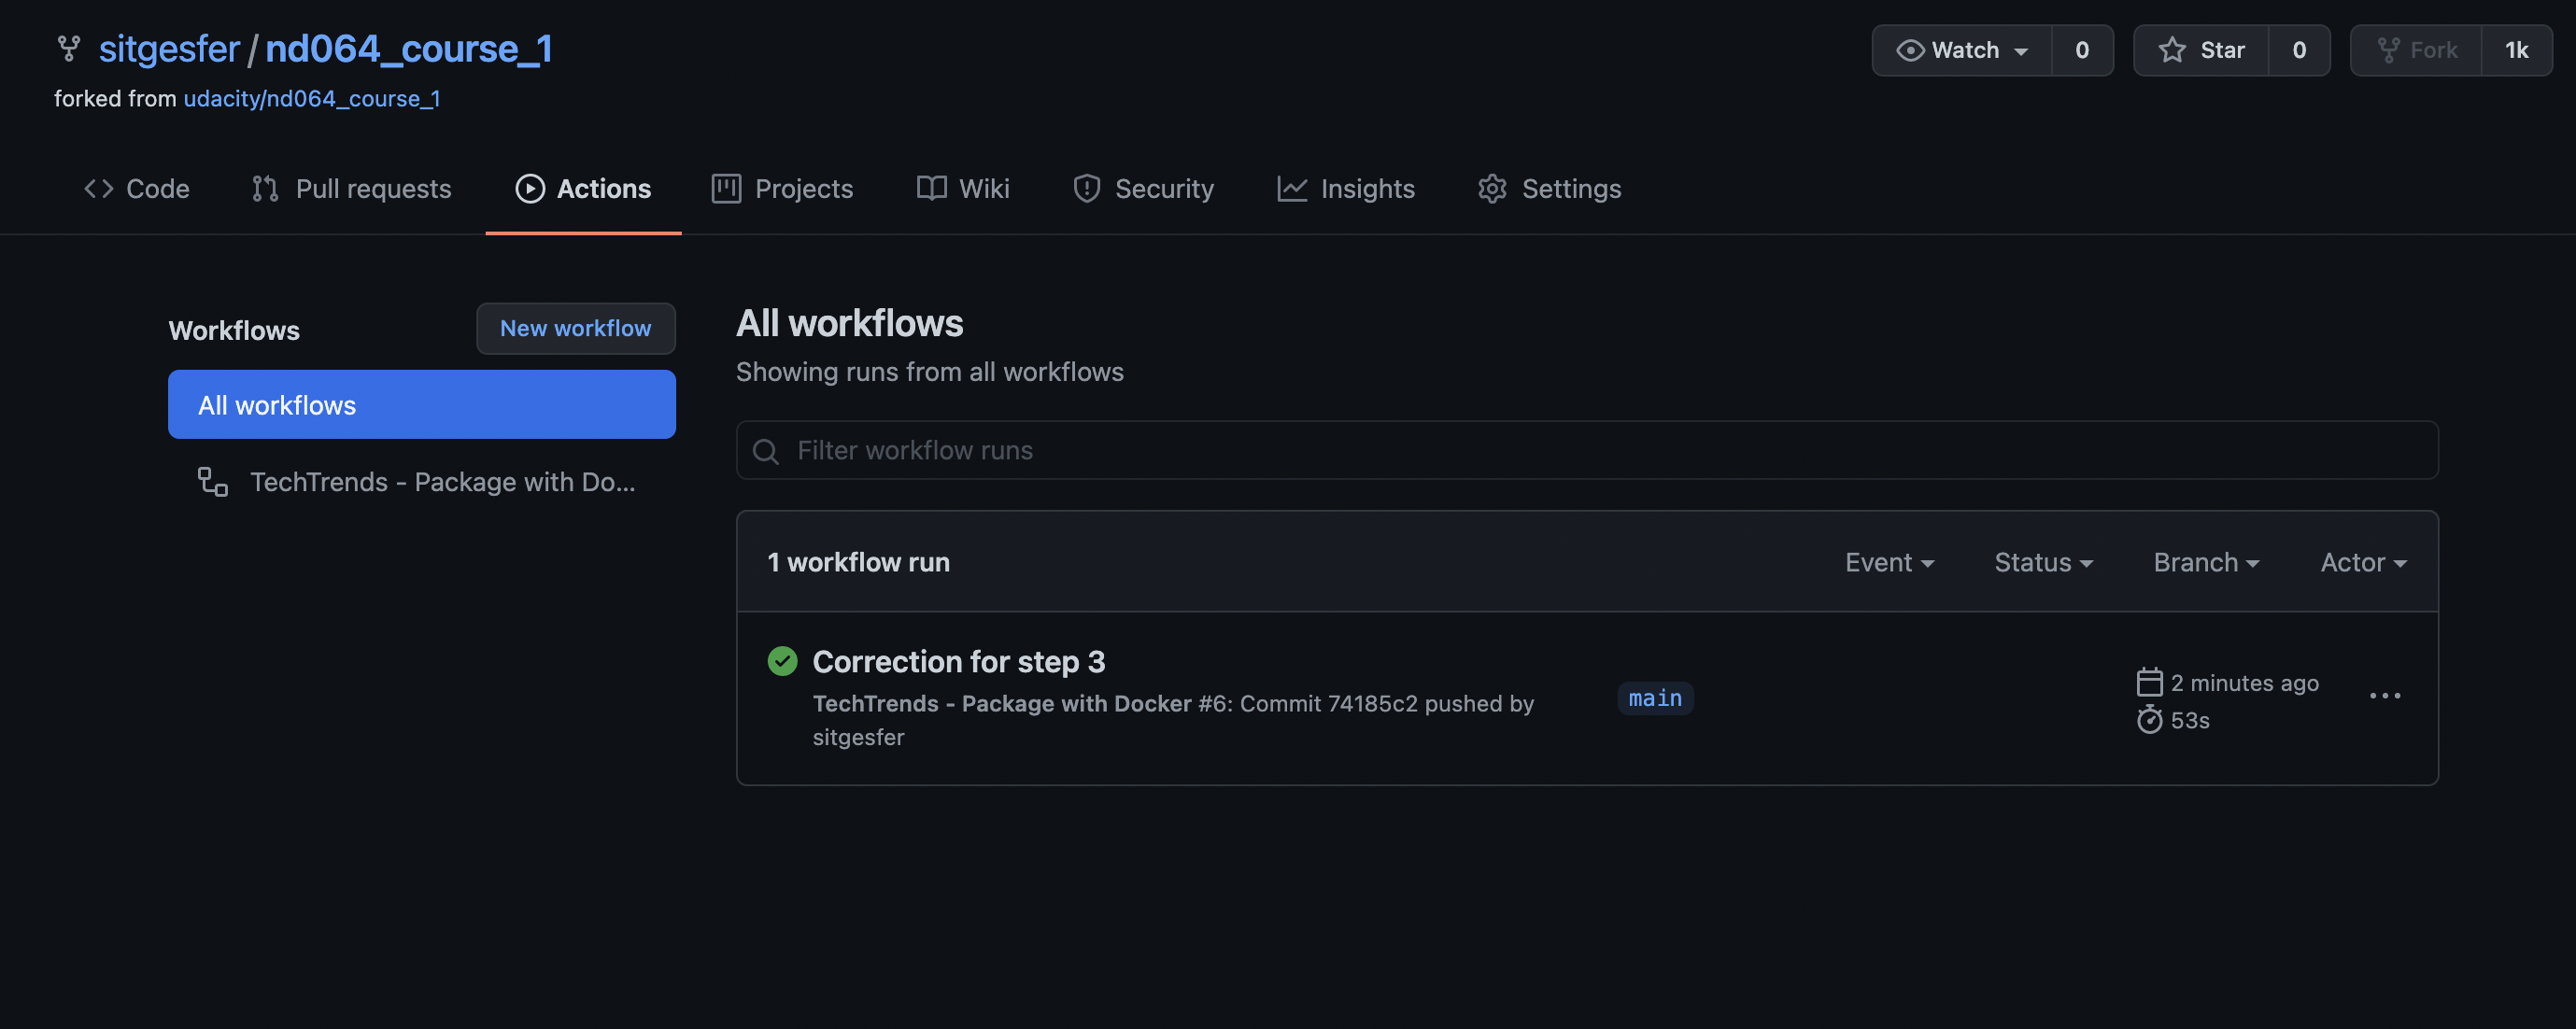 sitgesfer / nd064_course_1
Watch 0 Star 0 Fork 1k
forked from udacity/nd064_course_1
Code Pull requests Actions Projects Wiki Security Insights Settings
Workflows
New workflow
All workflows
TechTrends - Package with Do...
All workflows
Showing runs from all workflows
Filter workflow runs
1 workflow run
Event Status Branch Actor
Correction for step 3
TechTrends - Package with Docker #6: Commit 74185c2 pushed by
sitgesfer
main
2 minutes ago
53s